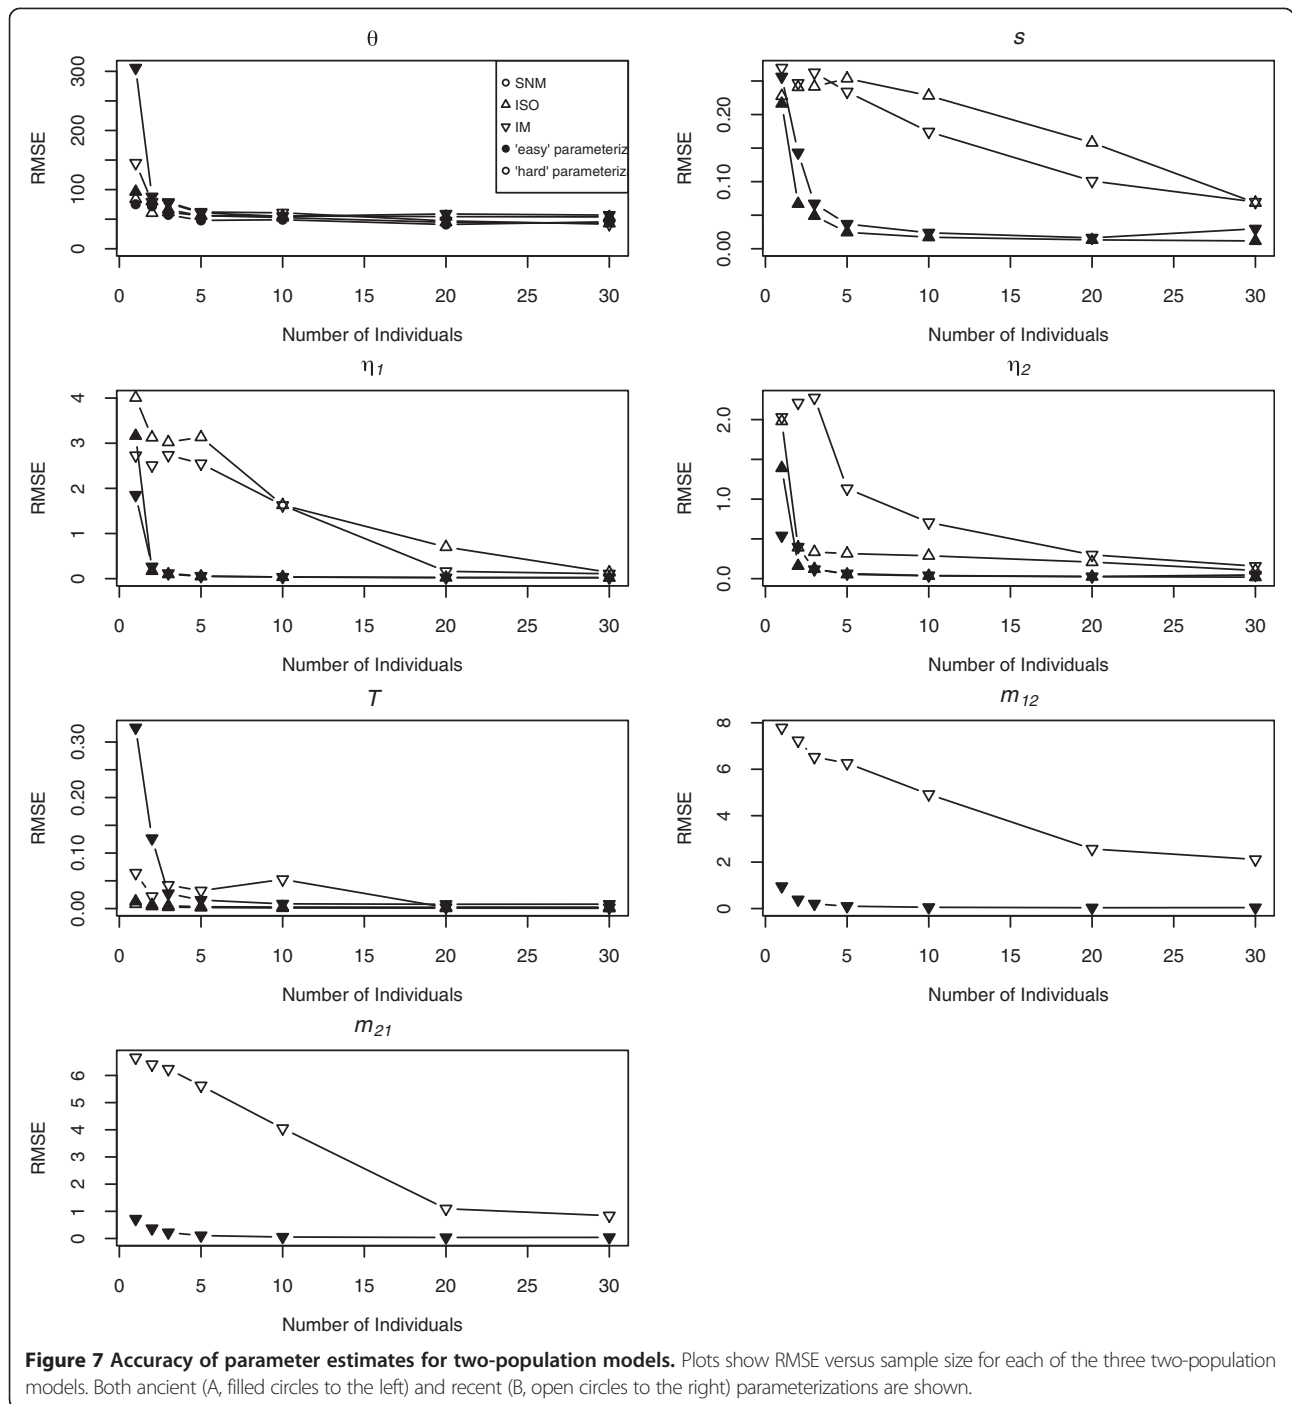 θ
RMSE
0 100 200 300
SNM
ISO
IM
'easy' parameteriz
'hard' parameteriz
0 5 10 15 20 25 30
Number of Individuals
s
RMSE
0.00 0.10 0.20
0 5 10 15 20 25 30
Number of Individuals
η1
RMSE
0 1 2 3 4
0 5 10 15 20 25 30
Number of Individuals
η2
RMSE
0.0 1.0 2.0
0 5 10 15 20 25 30
Number of Individuals
T
RMSE
0.00 0.10 0.20 0.30
0 5 10 15 20 25 30
Number of Individuals
m12
RMSE
0 2 4 6 8
0 5 10 15 20 25 30
Number of Individuals
m21
RMSE
0 1 2 3 4 5 6
0 5 10 15 20 25 30
Number of Individuals
Figure 7 Accuracy of parameter estimates for two-population models. Plots show RMSE versus sample size for each of the three two-population
models. Both ancient (A, filled circles to the left) and recent (B, open circles to the right) parameterizations are shown.